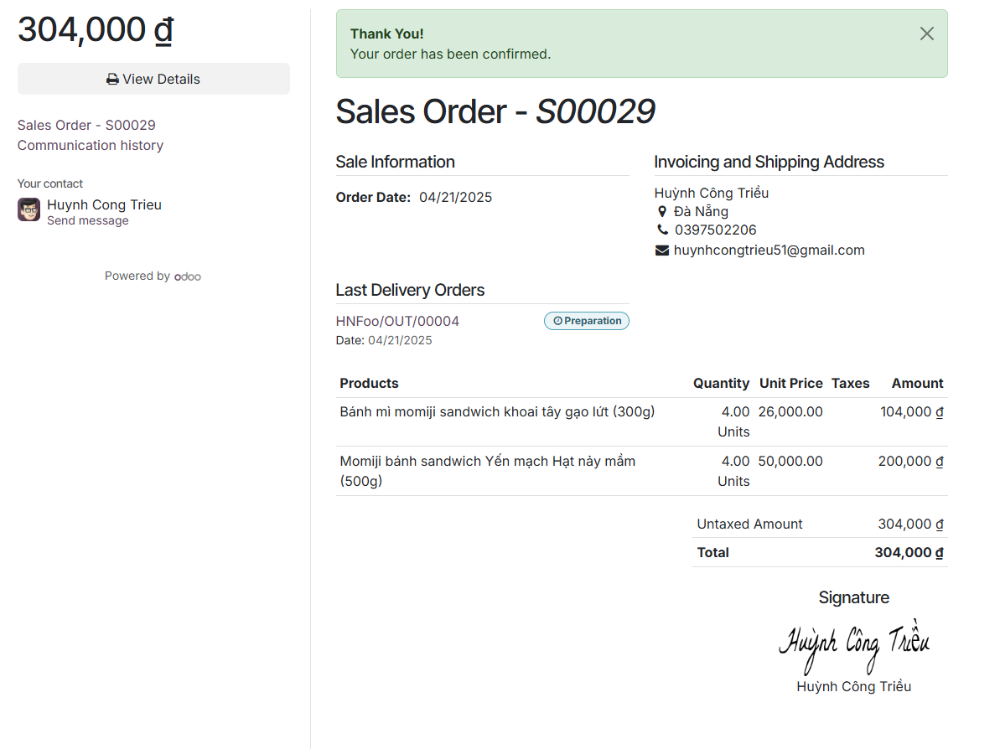 304,000 ₫
View Details
Sales Order - S00029
Communication history
Your contact
Huynh Cong Trieu
Send message
Powered by odoo
Thank You!
Your order has been confirmed.
Sales Order - S00029
Sale Information
Order Date: 04/21/2025
Invoicing and Shipping Address
Huỳnh Công Triều
Đà Nẵng
0397502206
huynhcongtrieu51@gmail.com
Last Delivery Orders
HNFoo/OUT/00004 Preparation
Date: 04/21/2025
Products Quantity Unit Price Taxes Amount
Bánh mì momiji sandwich khoai tây gạo lứt (300g) 4.00 26,000.00 104,000 ₫
Units
Momiji bánh sandwich Yến mạch Hạt nảy mầm 4.00 50,000.00 200,000 ₫
(500g) Units
Untaxed Amount 304,000 ₫
Total 304,000 ₫
Signature
Huỳnh Công Triều
Huỳnh Công Triều